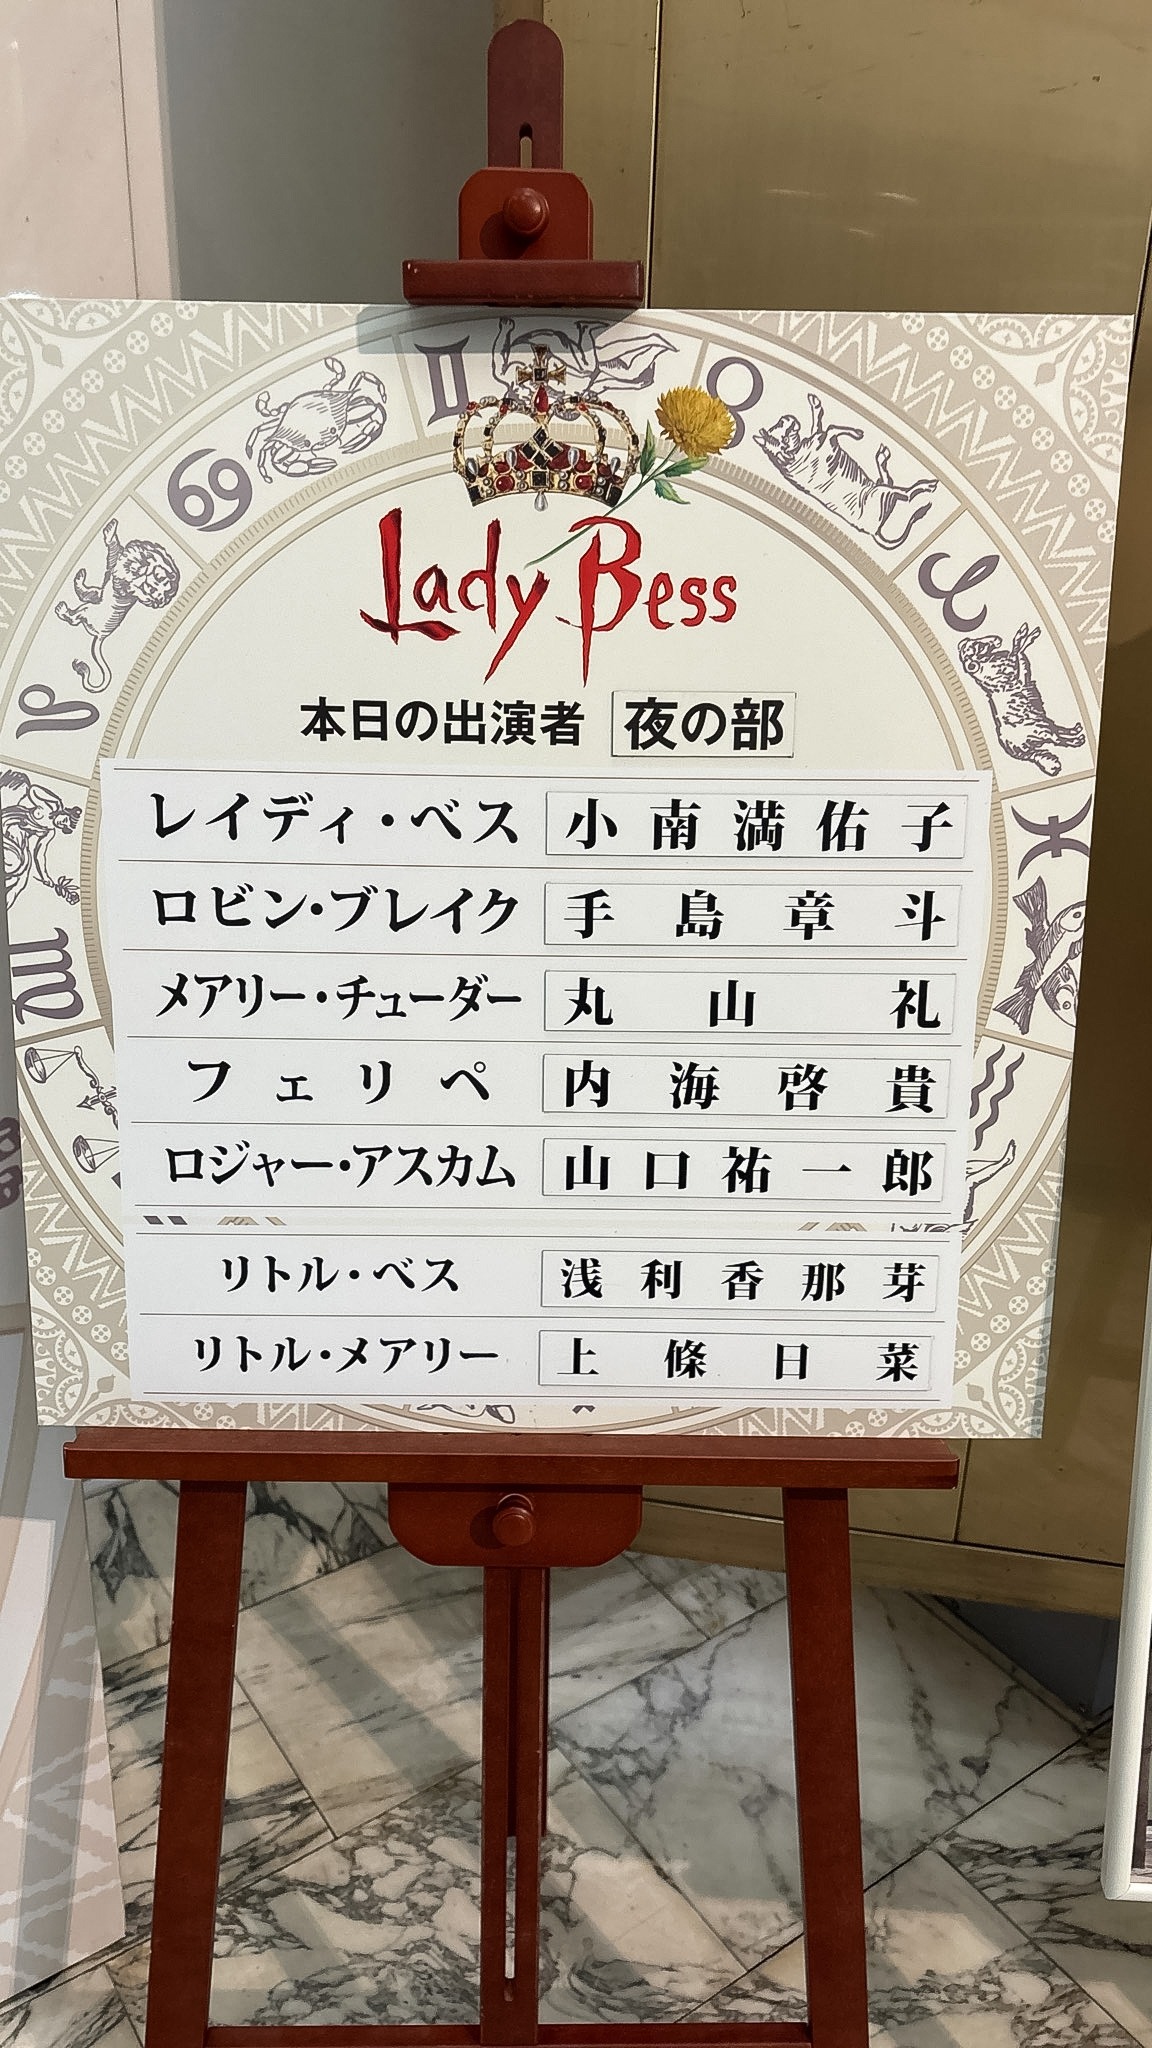 Lady Bess
本日の出演者 夜の部
レイディ・ベス 小南満佑子
ロビン・ブレイク 手島章斗
メアリー・チューダー 丸山礼
フェリペ 内海啓貴
ロジャー・アスカム 山口祐一郎
リトル・ベス 浅利香那芽
リトル・メアリー 上條日菜